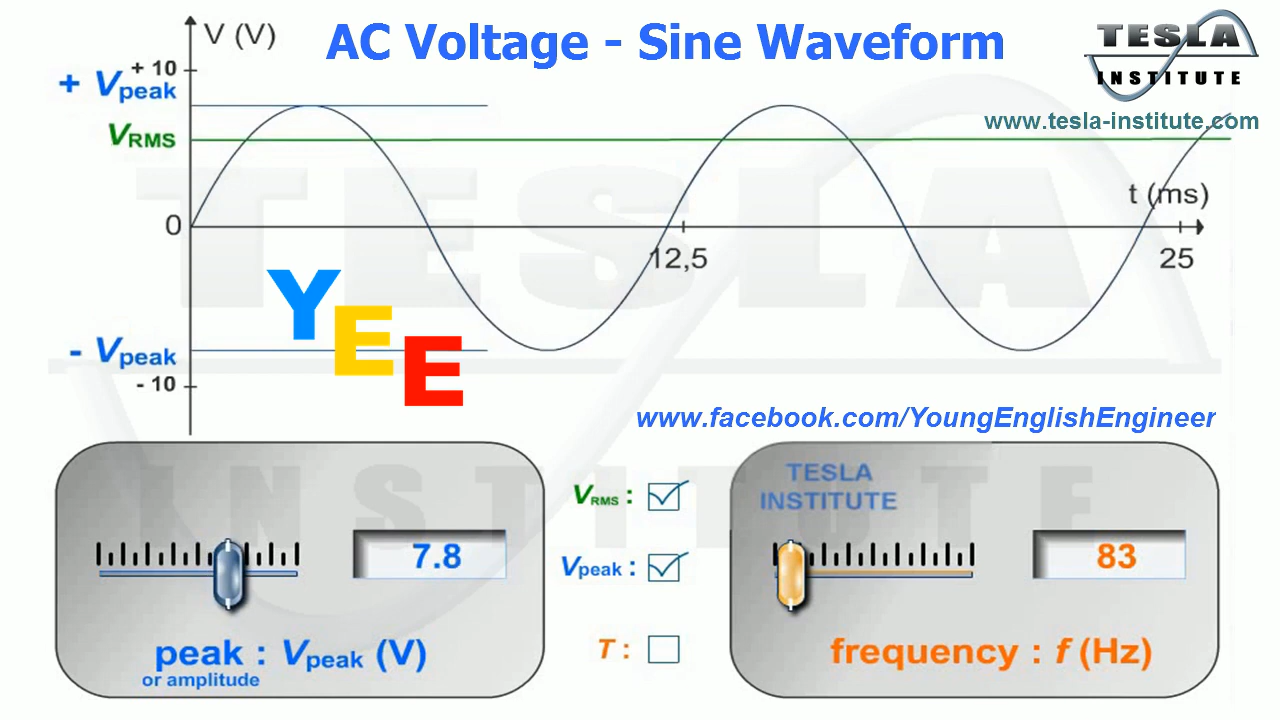 V (V)
AC Voltage - Sine Waveform
TESLA
INSTITUTE
www.tesla-institute.com
+ 10
+ Vpeak
VRMS
0
t (ms)
12,5
25
YEE
- Vpeak
- 10
www.facebook.com/YoungEnglishEngineer
TESLA
INSTITUTE
7.8
peak : Vpeak (V)
or amplitude
VRMS :
Vpeak :
T :
TESLA
INSTITUTE
83
frequency : f (Hz)